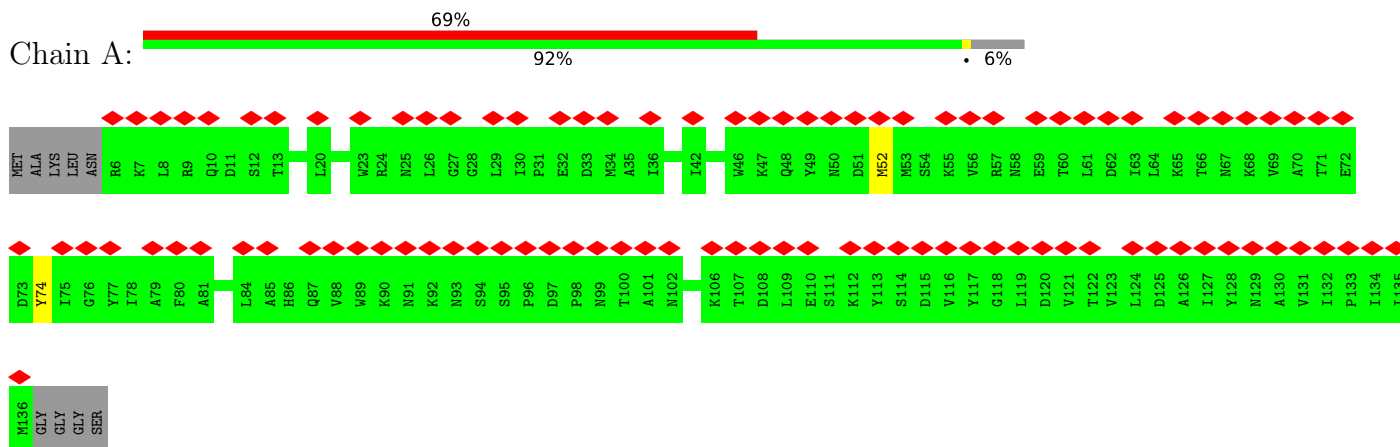 69%
Chain A:
92% • 6%
MET ALA LYS LEU ASN R6 K7 L8 R9 Q10 D11 S12 T13 L20 W23 R24 N25 L26 G27 G28 L29 I30 P31 E32 D33 M34 A35 I36 I42 W46 K47 Q48 Y49 N50 D51 M52 M53 S54 K55 V56 R57 N58 E59 T60 L61 D62 I63 L64 K65 T66 N67 K68 V69 A70 T71 E72
D73 Y74 I75 G76 Y77 I78 A79 F80 A81 L84 A85 H86 Q87 V88 W89 K90 N91 K92 N93 S94 S95 P96 D97 P98 N99 T100 A101 N102 K106 T107 D108 L109 E110 S111 K112 Y113 S114 D115 V116 Y117 G118 L119 D120 V121 T122 V123 L124 D125 A126 I127 Y128 N129 A130 V131 I132 P133 I134 I135
M136 GLY GLY GLY SER